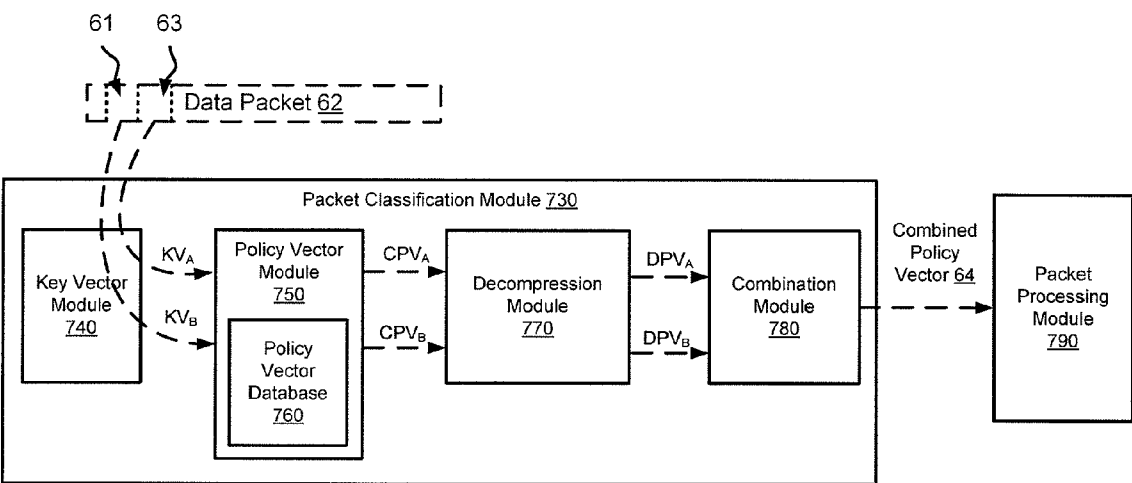 61
63
Data Packet 62
Packet Classification Module 730
Key Vector
Module
740
KVA
KVB
Policy Vector
Module
750
Policy
Vector
Database
760
CPVA
CPVB
Decompression
Module
770
DPVA
DPVB
Combination
Module
780
Combined
Policy
Vector 64
Packet
Processing
Module
790